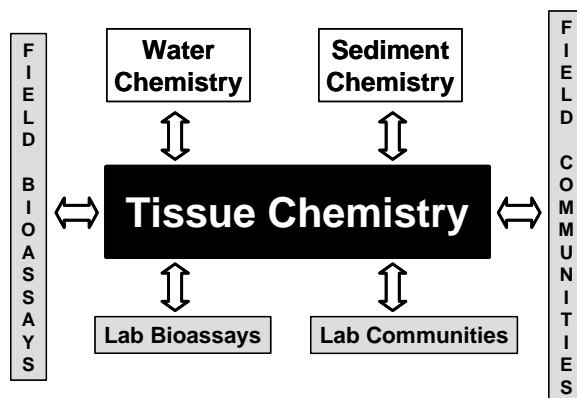 FIELD BIOASSAYS
Water
Chemistry
Sediment
Chemistry
FIELD COMMUNITIES
Tissue Chemistry
Lab Bioassays
Lab Communities